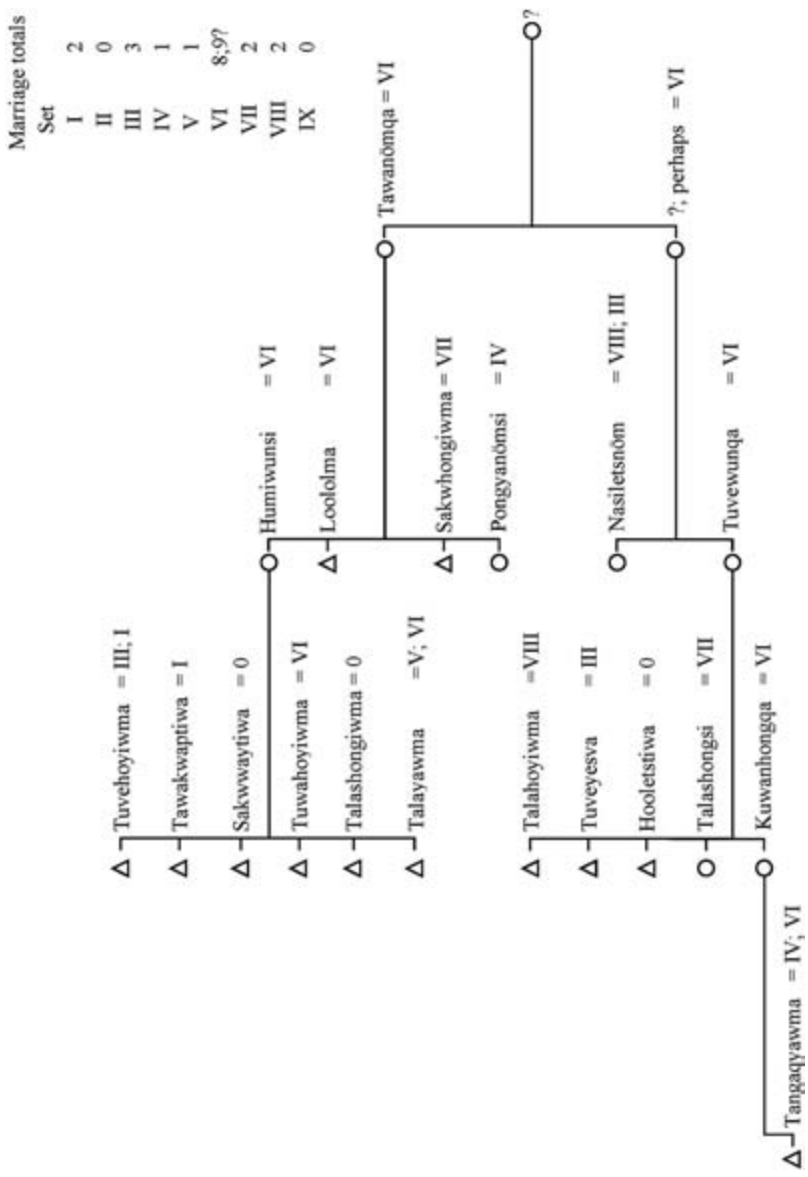 Marriage totals
Set
I 2
II 0
III 3
IV 1
V 1
VI 8;9?
VII 2
VIII 2
IX 0
?
Tawanömqa = VI
?; perhaps = VI
Humiwunsi = VI
Loololma = VI
Sakwhongiwma = VII
Pongyanömsi = IV
Nasiletsnöm = VIII; III
Tuvewunqa = VI
Tuvehoyiwma = III; I
Tawakwaptiwa = I
Sakwwaytiwa = 0
Tuwahoyiwma = VI
Talashongiwma = 0
Talayawma =V; VI
Talahoyiwma =VIII
Tuveyesva = III
Hooletstiwa = 0
Talashongsi = VII
Kuwanhongqa = VI
Tangaqyawma = IV; VI